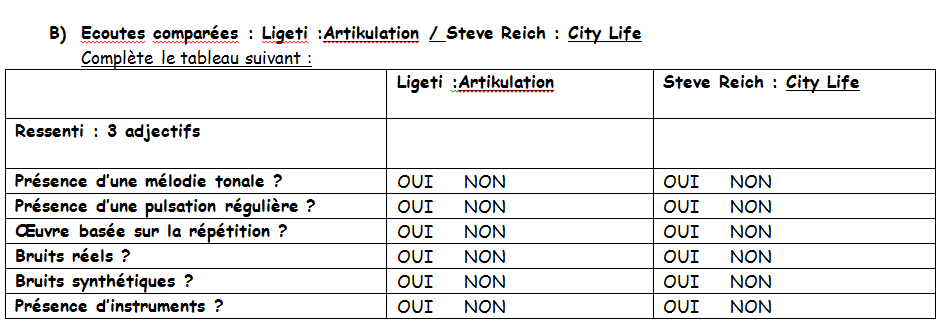 B) Ecoutes comparées : Ligeti :Artikulation / Steve Reich : City Life
Complète le tableau suivant :
Ligeti :Artikulation Steve Reich : City Life
Ressenti : 3 adjectifs
Présence d'une mélodie tonale ? OUI NON OUI NON
Présence d'une pulsation régulière ? OUI NON OUI NON
Œuvre basée sur la répétition ? OUI NON OUI NON
Bruits réels ? OUI NON OUI NON
Bruits synthétiques ? OUI NON OUI NON
Présence d'instruments ? OUI NON OUI NON